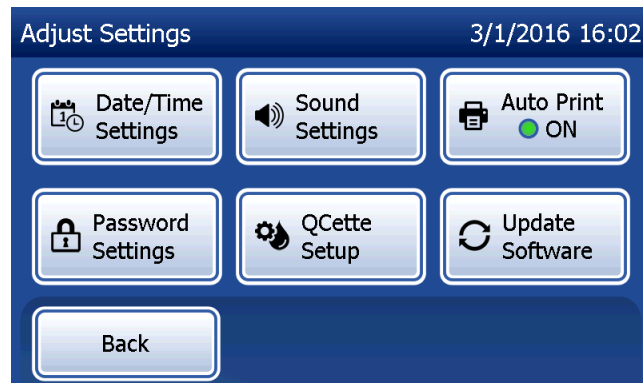 Adjust Settings 3/1/2016 16:02
Date/Time
Settings
Sound
Settings
Auto Print
ON
Password
Settings
QCette
Setup
Update
Software
Back